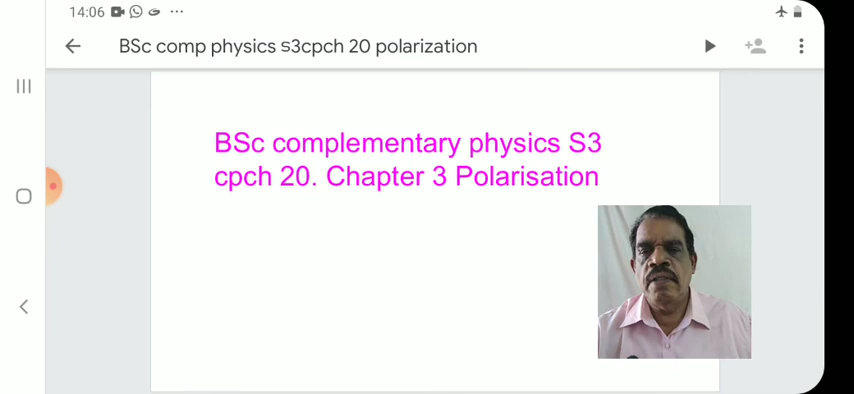 14:06
BSc comp physics s3cpch 20 polarization
BSc complementary physics S3
cpch 20. Chapter 3 Polarisation